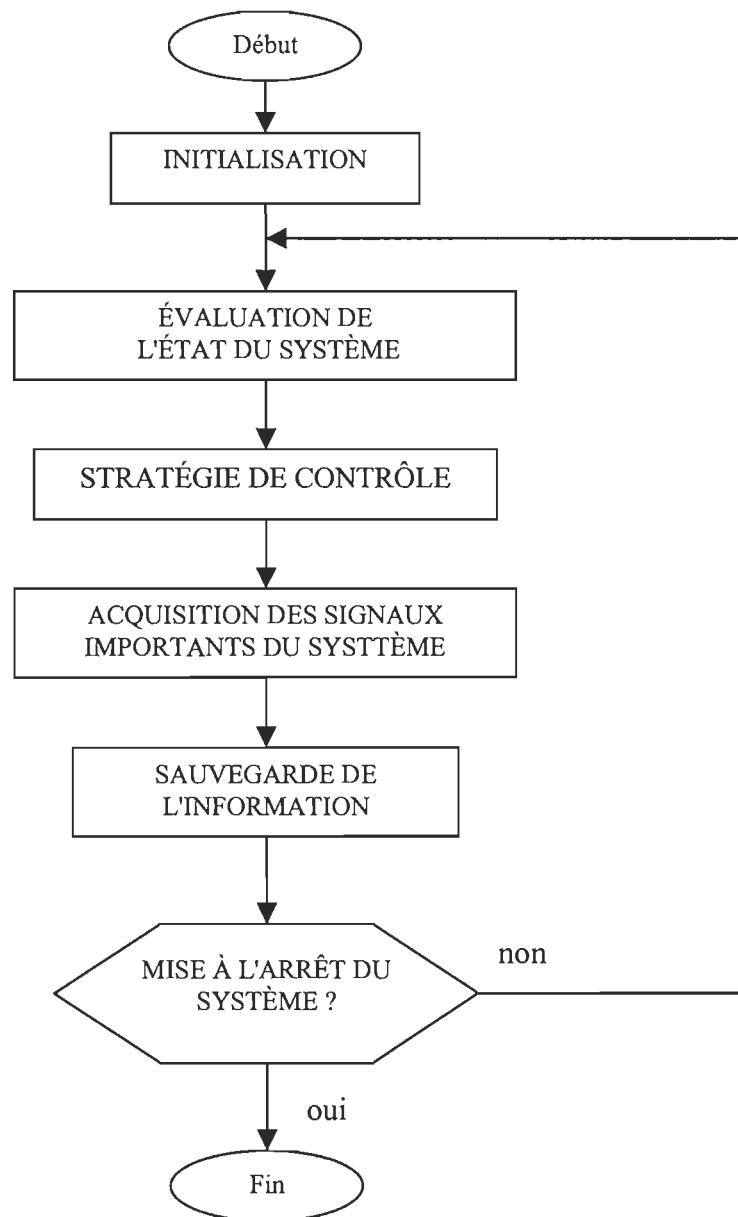 Début
INITIALISATION
ÉVALUATION DE
L'ÉTAT DU SYSTÈME
STRATÉGIE DE CONTRÔLE
ACQUISITION DES SIGNAUX
IMPORTANTS DU SYSTTÈME
SAUVEGARDE DE
L'INFORMATION
MISE À L'ARRÊT DU
SYSTÈME ?
non
oui
Fin